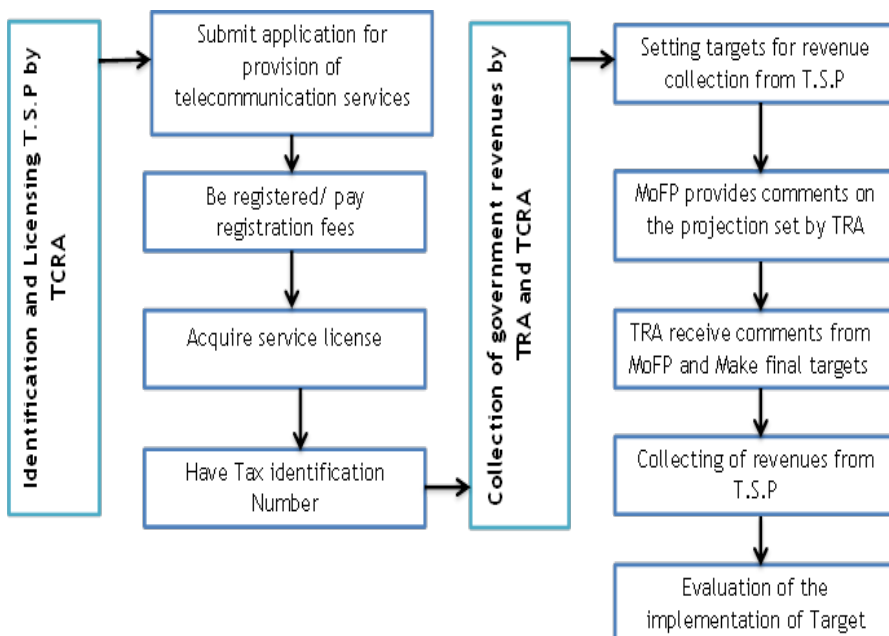 Identification and Licensing T.S.P by
TCRA
Submit application for
provision of
telecommunication services
Be registered/ pay
registration fees
Acquire service license
Have Tax identification
Number
Collection of government revenues by
TRA and TCRA
Setting targets for revenue
collection from T.S.P
MoFP provides comments on
the projection set by TRA
TRA receive comments from
MoFP and Make final targets
Collecting of revenues from
T.S.P
Evaluation of the
implementation of Target